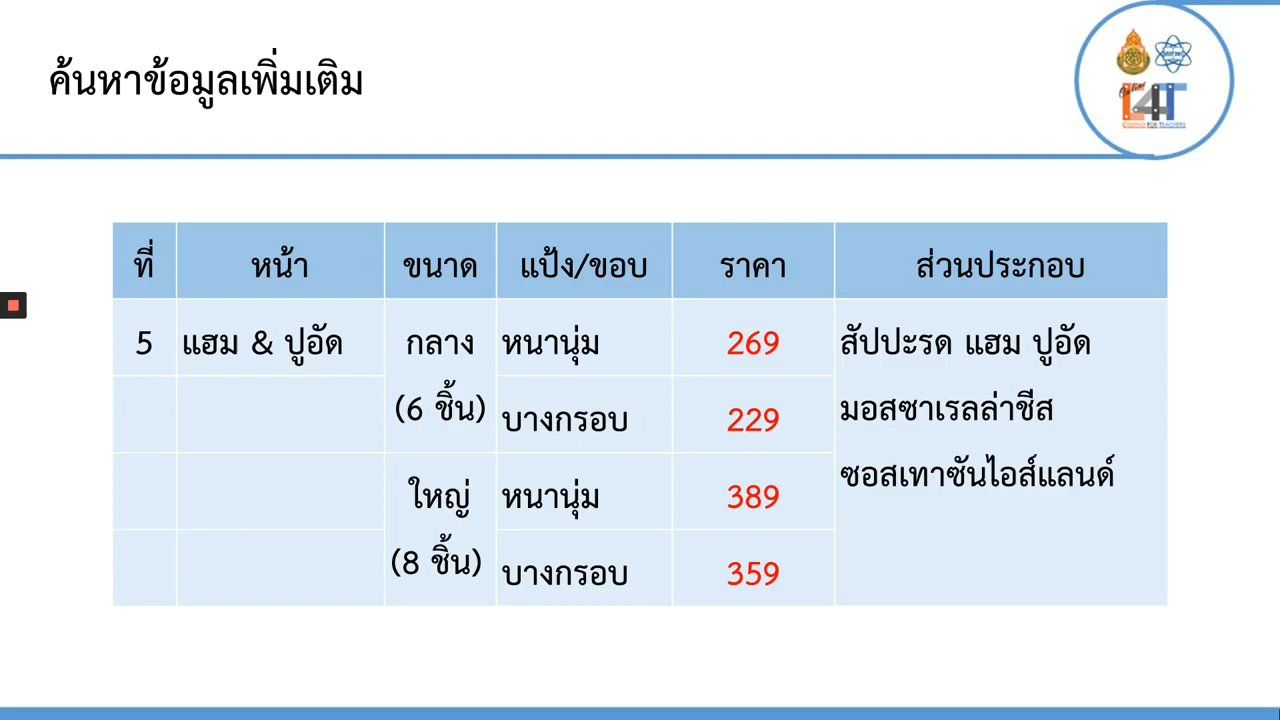 ค้นหาข้อมูลเพิ่มเติม
Online!
C4T
CODING FOR TEACHERS
ที่ หน้า ขนาด แป้ง/ขอบ ราคา ส่วนประกอบ
5 แฮม & ปูอัด กลาง หนานุ่ม 269 สัปปะรด แฮม ปูอัด
(6 ชิ้น) บางกรอบ 229 มอสซาเรลล่าชีส
ซอสเทาซันไอส์แลนด์
ใหญ่ หนานุ่ม 389
(8 ชิ้น) บางกรอบ 359